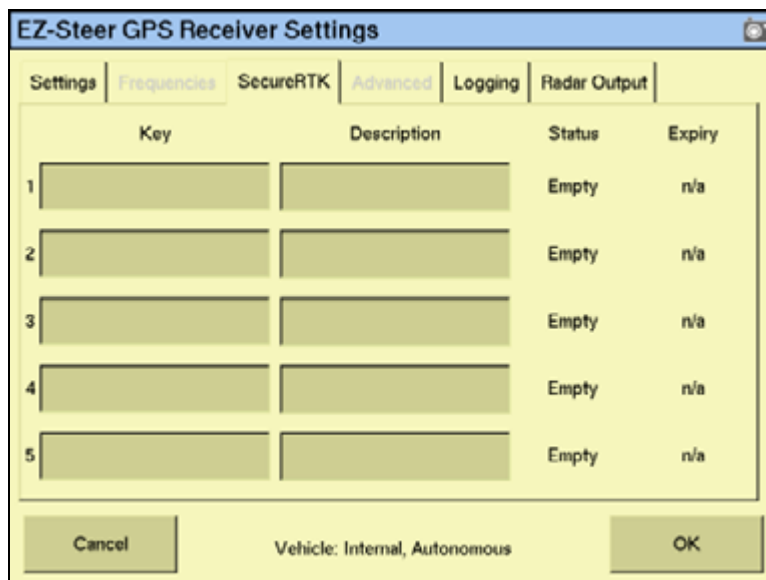 EZ-Steer GPS Receiver Settings
Settings Frequencies SecureRTK Advanced Logging Radar Output
Key Description Status Expiry
1 Empty n/a
2 Empty n/a
3 Empty n/a
4 Empty n/a
5 Empty n/a
Cancel Vehicle: Internal, Autonomous OK